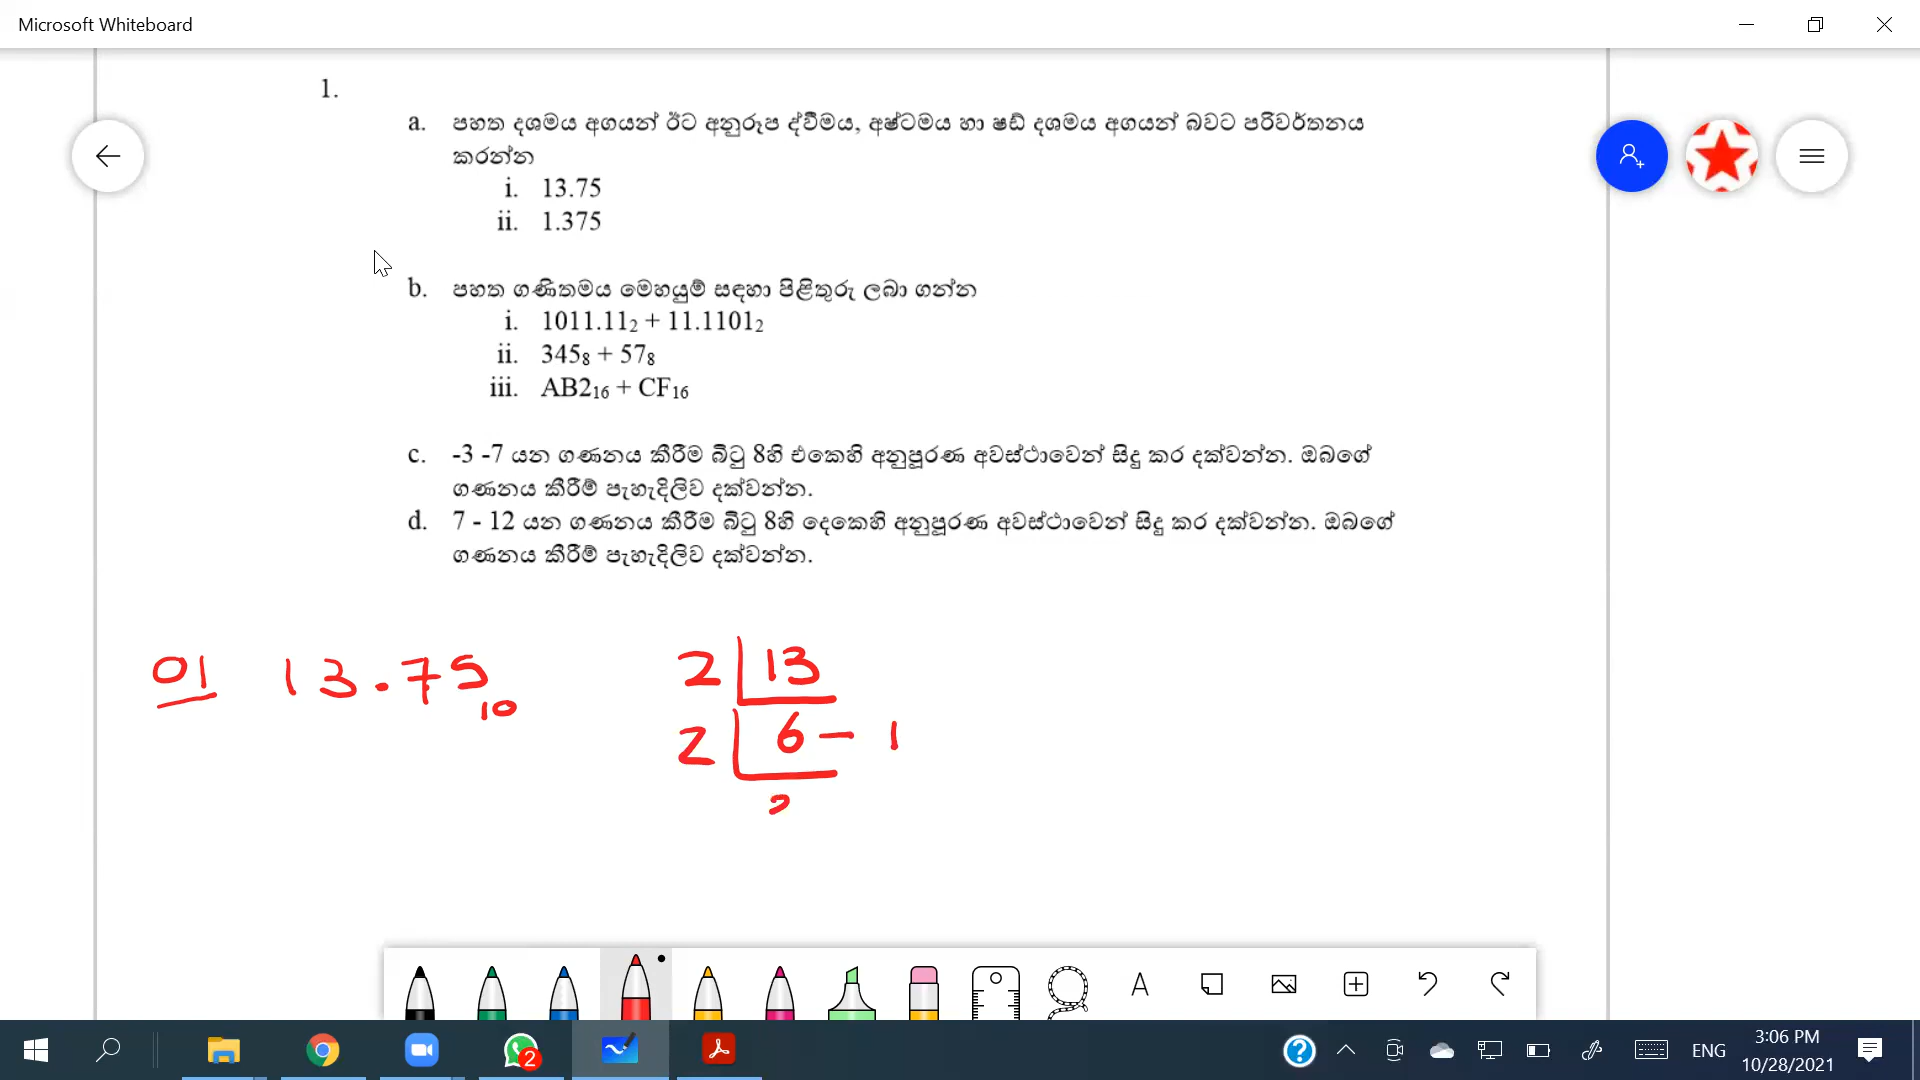 Microsoft Whiteboard
1.
a. පහත දශමය අගයන් ඊට අනුරූප ද්වීමය, අෂ්ටමය හා ෂඩ් දශමය අගයන් බවට පරිවර්තනය
කරන්න
i. 13.75
ii. 1.375
b. පහත ගණිතමය මෙහයුම් සඳහා පිළිතුරු ලබා ගන්න
i. 1011.11₂ + 11.1101₂
ii. 345₈ + 57₈
iii. AB2₁₆ + CF₁₆
c. -3 -7 යන ගණනය කිරීම බිටු 8හි එකෙහි අනුපූරණ අවස්ථාවෙන් සිදු කර දක්වන්න. ඔබගේ
ගණනය කිරීම් පැහැදිලිව දක්වන්න.
d. 7 - 12 යන ගණනය කිරීම බිටු 8හි දෙකෙහි අනුපූරණ අවස්ථාවෙන් සිදු කර දක්වන්න. ඔබගේ
ගණනය කිරීම් පැහැදිලිව දක්වන්න.
01 13.75₁₀
2 13
2 6 – 1
A
2
ENG
3:06 PM
10/28/2021